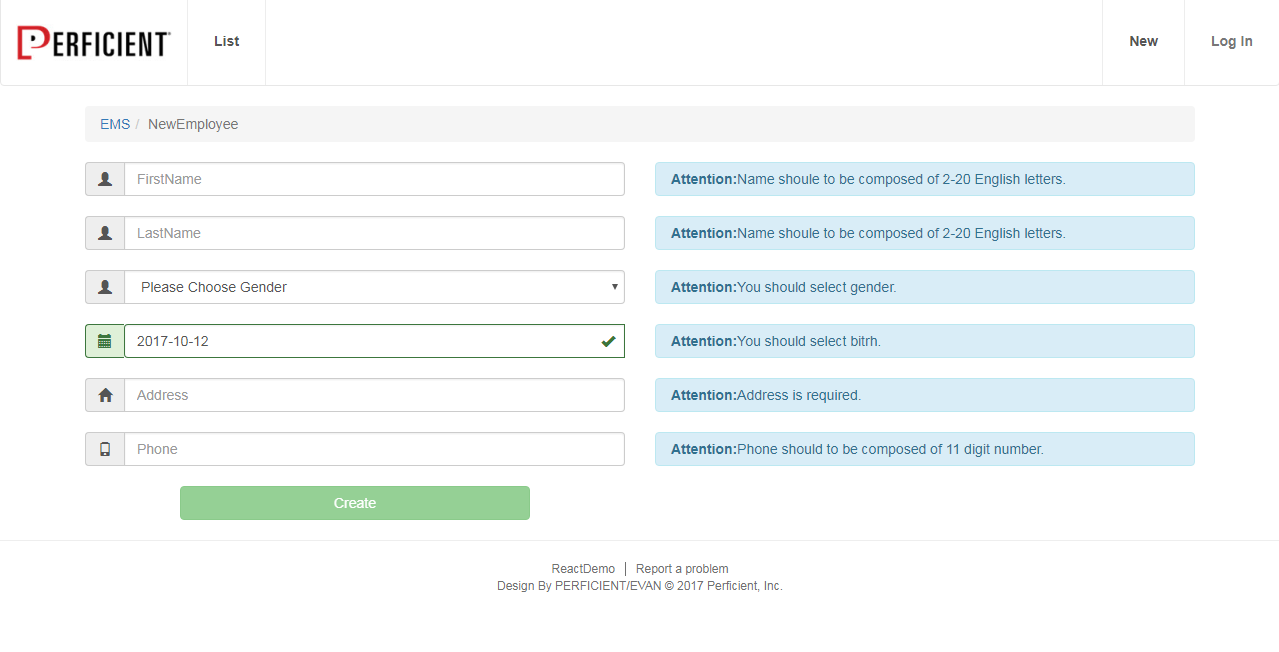 PERFICIENT List New Log In
EMS / NewEmployee
FirstName Attention:Name shoule to be composed of 2-20 English letters.
LastName Attention:Name shoule to be composed of 2-20 English letters.
Please Choose Gender Attention:You should select gender.
2017-10-12 Attention:You should select bitrh.
Address Attention:Address is required.
Phone Attention:Phone should to be composed of 11 digit number.
Create
ReactDemo | Report a problem
Design By PERFICIENT/EVAN © 2017 Perficient, Inc.